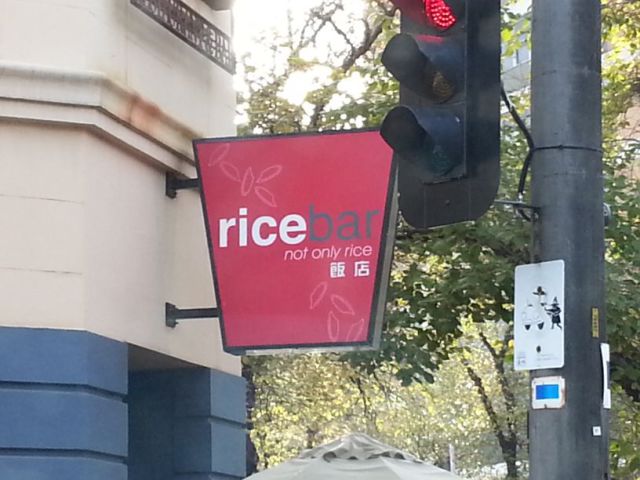 ricebar
not only rice
飯店